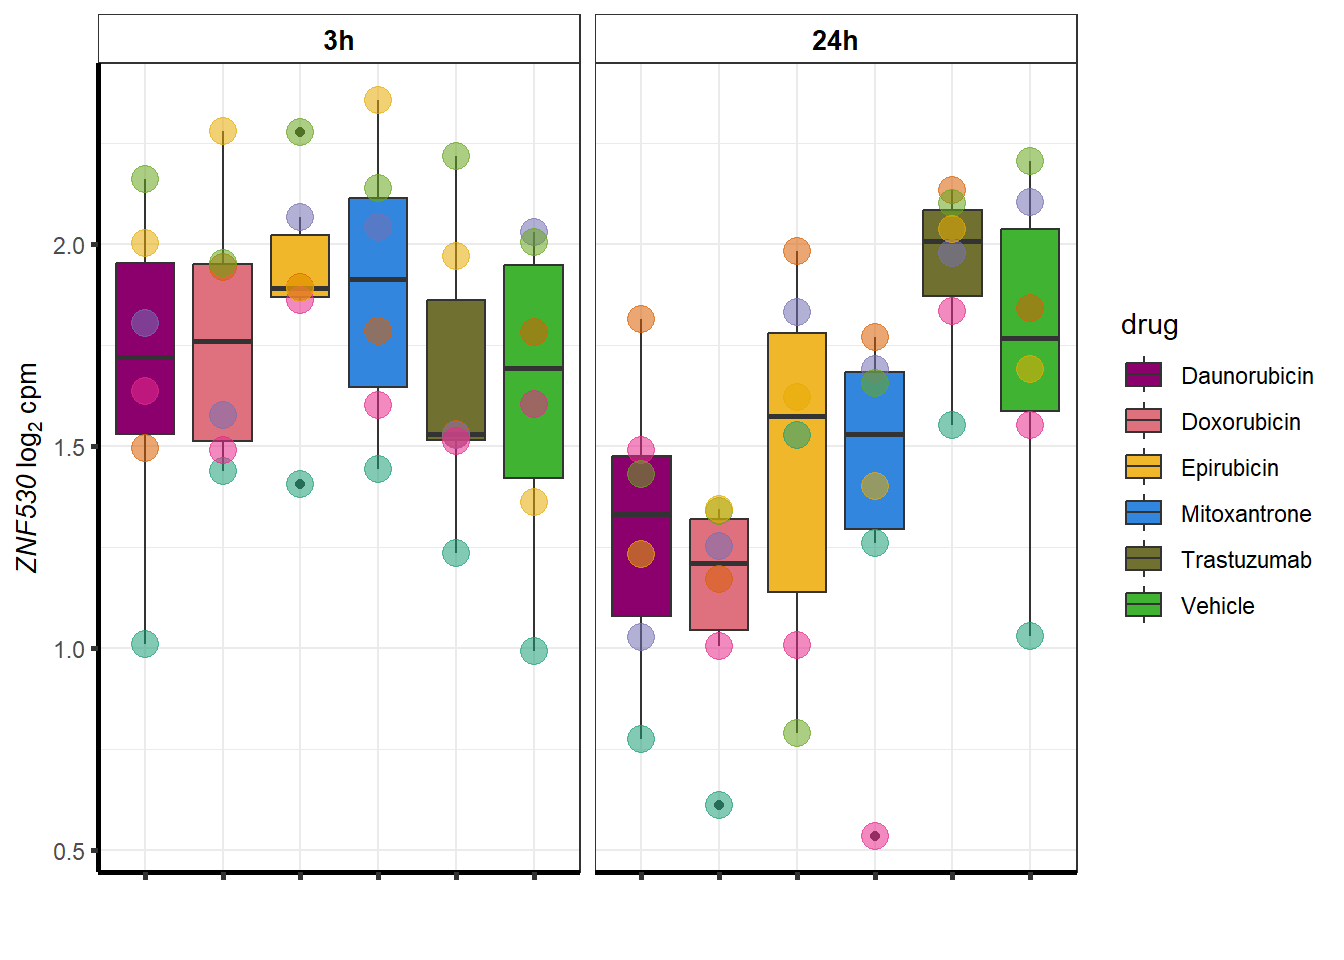 3h
24h
2.0
1.5
1.0
0.5
ZNF530 log₂ cpm
drug
Daunorubicin
Doxorubicin
Epirubicin
Mitoxantrone
Trastuzumab
Vehicle